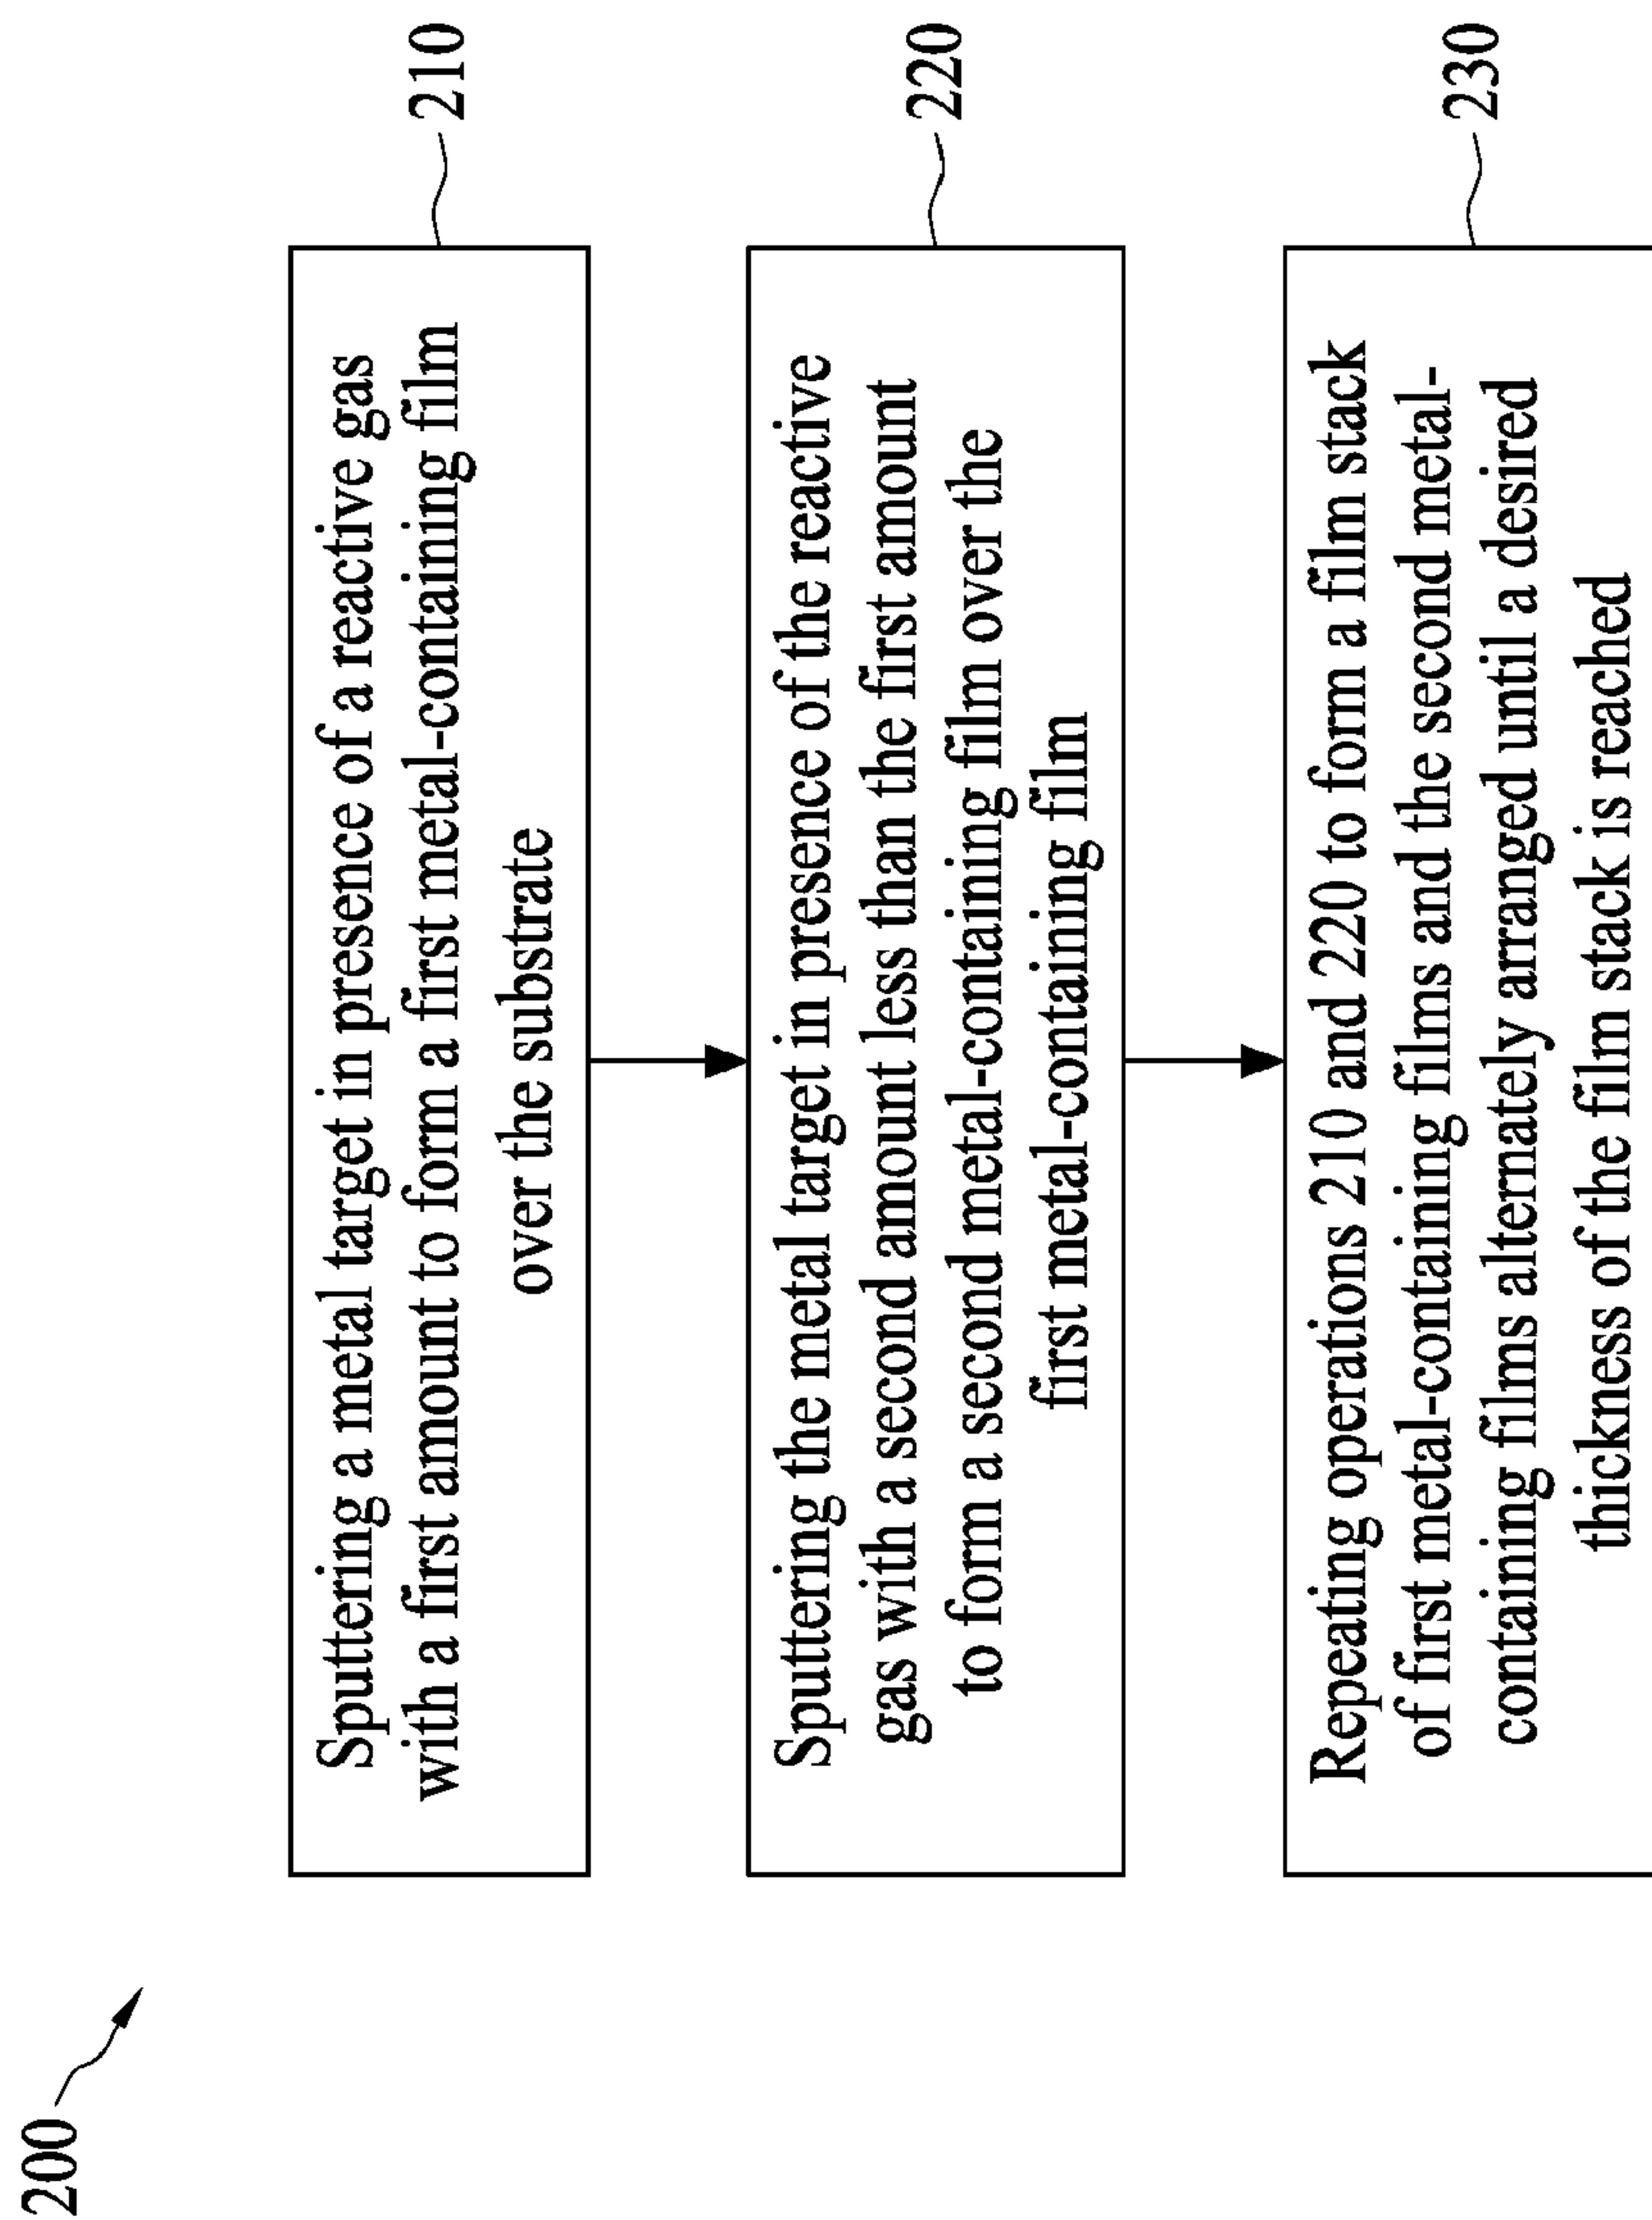 200
Sputtering a metal target in presence of a reactive gas
with a first amount to form a first metal-containing film
over the substrate
210
Sputtering the metal target in presence of the reactive
gas with a second amount less than the first amount
to form a second metal-containing film over the
first metal-containing film
220
Repeating operations 210 and 220 to form a film stack
of first metal-containing films and the second metal-
containing films alternately arranged until a desired
thickness of the film stack is reached
230